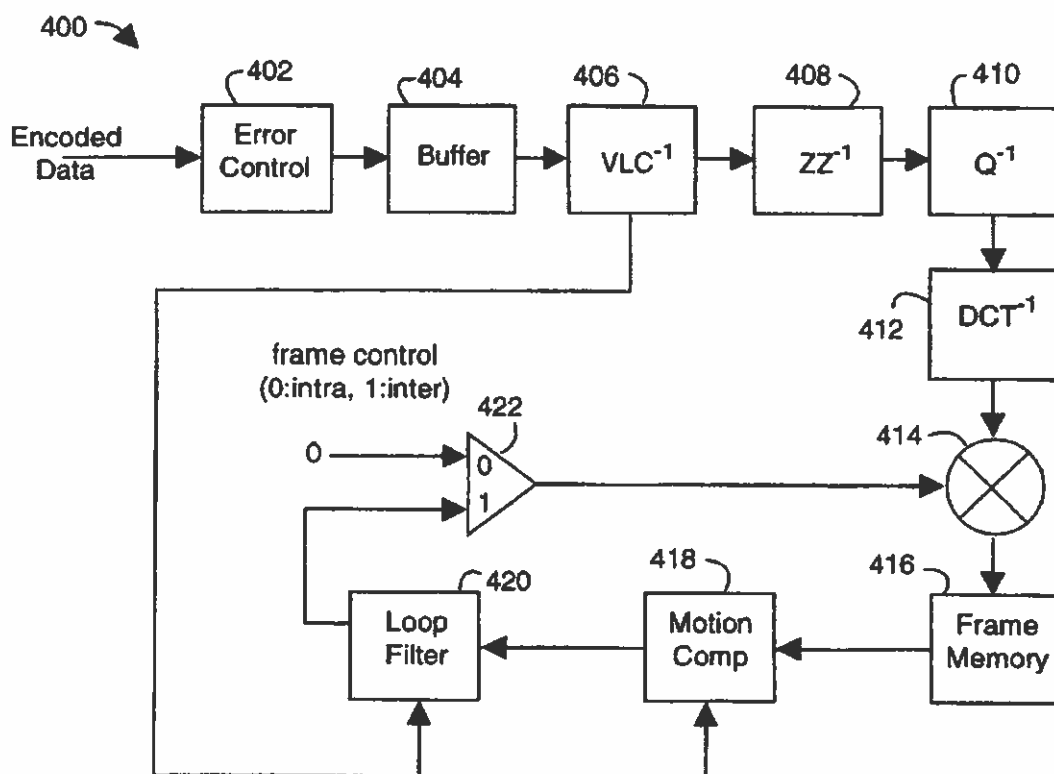 400
402
404
406
408
410
Encoded
Data
Error
Control
Buffer
VLC⁻¹
ZZ⁻¹
Q⁻¹
412
DCT⁻¹
frame control
(0:intra, 1:inter)
422
414
0
0
1
420
418
416
Loop
Filter
Motion
Comp
Frame
Memory